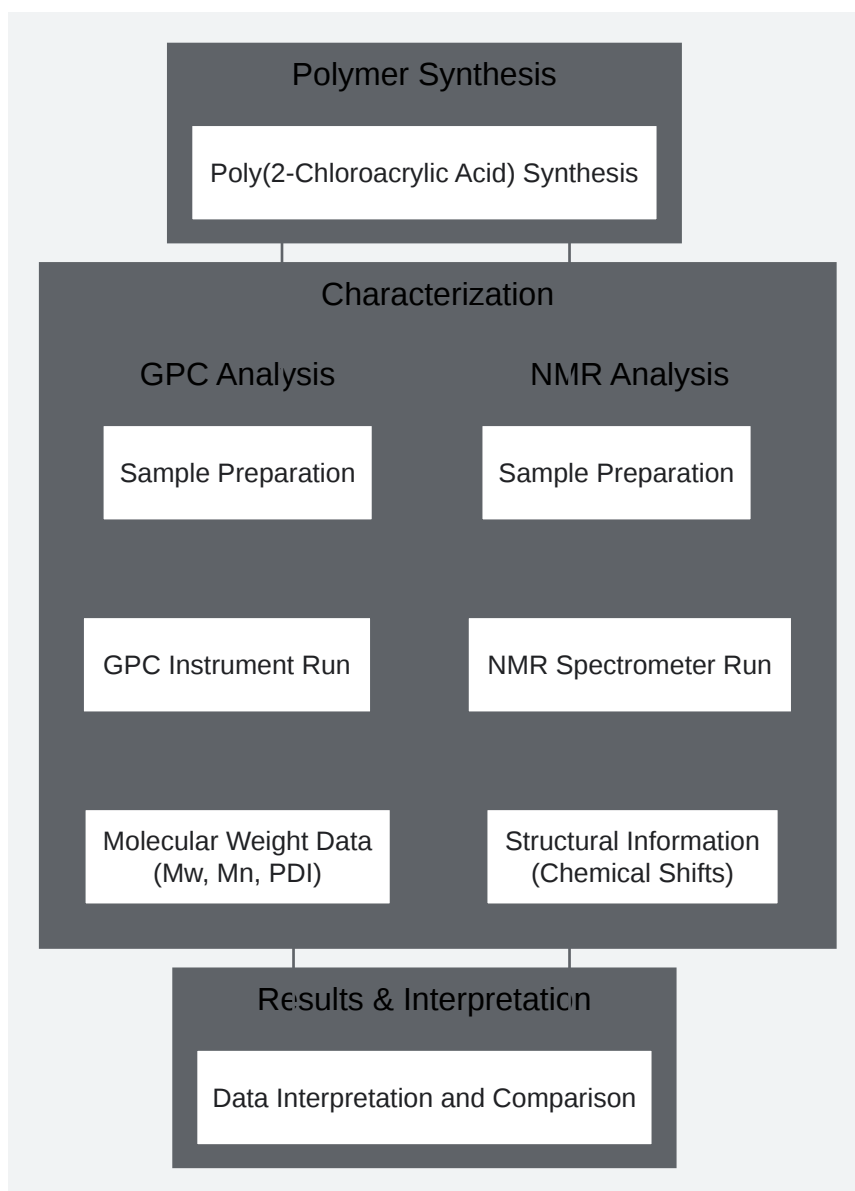 Polymer Synthesis
Poly(2-Chloroacrylic Acid) Synthesis
Characterization
GPC Analysis
NMR Analysis
Sample Preparation
Sample Preparation
GPC Instrument Run
NMR Spectrometer Run
Molecular Weight Data
(Mw, Mn, PDI)
Structural Information
(Chemical Shifts)
Results & Interpretation
Data Interpretation and Comparison